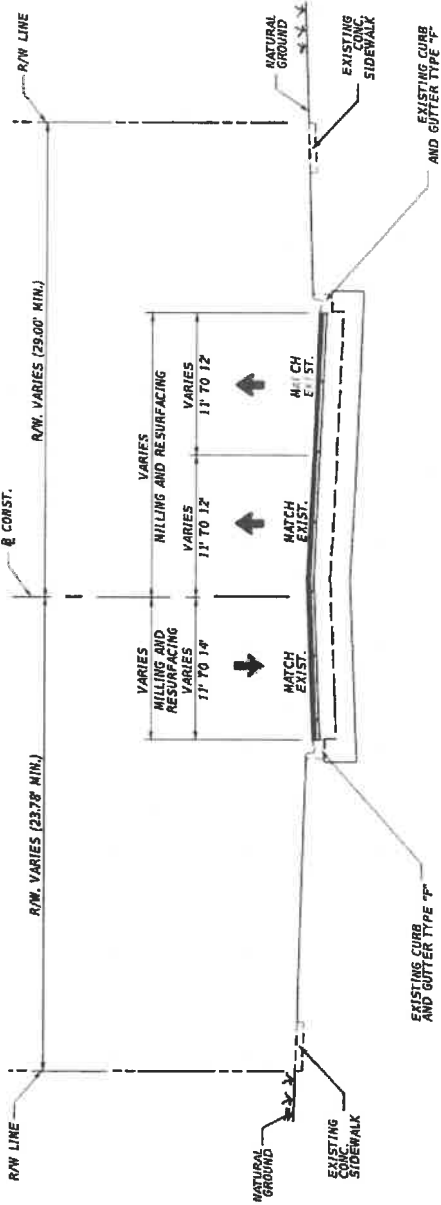 ℄ CONST.
R/W LINE
R/W. VARIES (23.78' MIN.)
R/W. VARIES (29.00' MIN.)
R/W LINE
VARIES
MILLING AND
RESURFACING
VARIES
11' TO 14'
VARIES
MILLING AND RESURFACING
VARIES
11' TO 12'
VARIES
11' TO 12'
MATCH
EXIST.
MATCH
EXIST.
MATCH
EXIST.
NATURAL
GROUND
EXISTING
CONC.
SIDEWALK
EXISTING CURB
AND GUTTER TYPE "F"
NATURAL
GROUND
EXISTING
CONC.
SIDEWALK
EXISTING CURB
AND GUTTER TYPE "F"